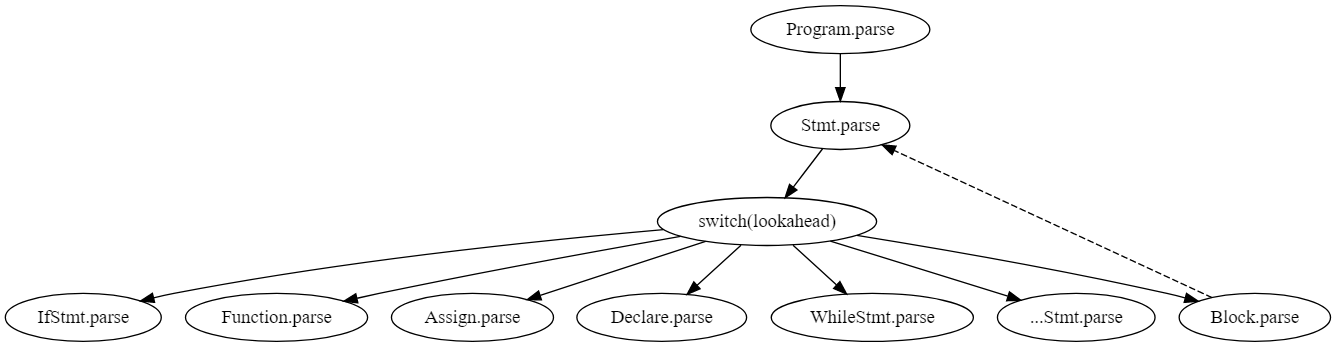 Program.parse
Stmt.parse
switch(lookahead)
IfStmt.parse
Function.parse
Assign.parse
Declare.parse
WhileStmt.parse
...Stmt.parse
Block.parse